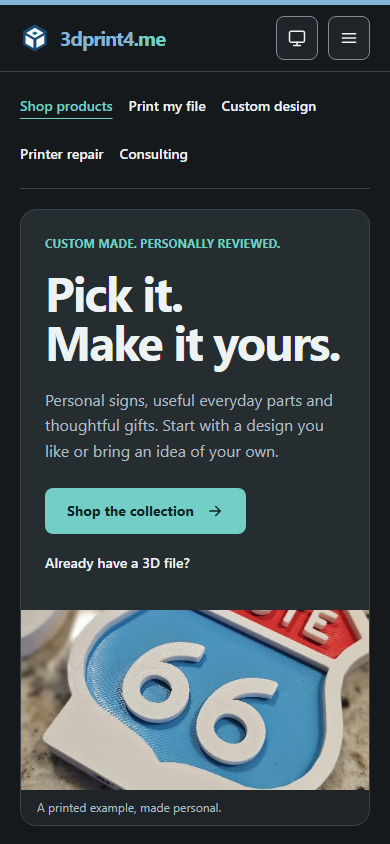 3dprint4.me
Shop products Print my file Custom design
Printer repair Consulting
CUSTOM MADE. PERSONALLY REVIEWED.
Pick it.
Make it yours.
Personal signs, useful everyday parts and
thoughtful gifts. Start with a design you
like or bring an idea of your own.
Shop the collection →
Already have a 3D file?
66
A printed example, made personal.